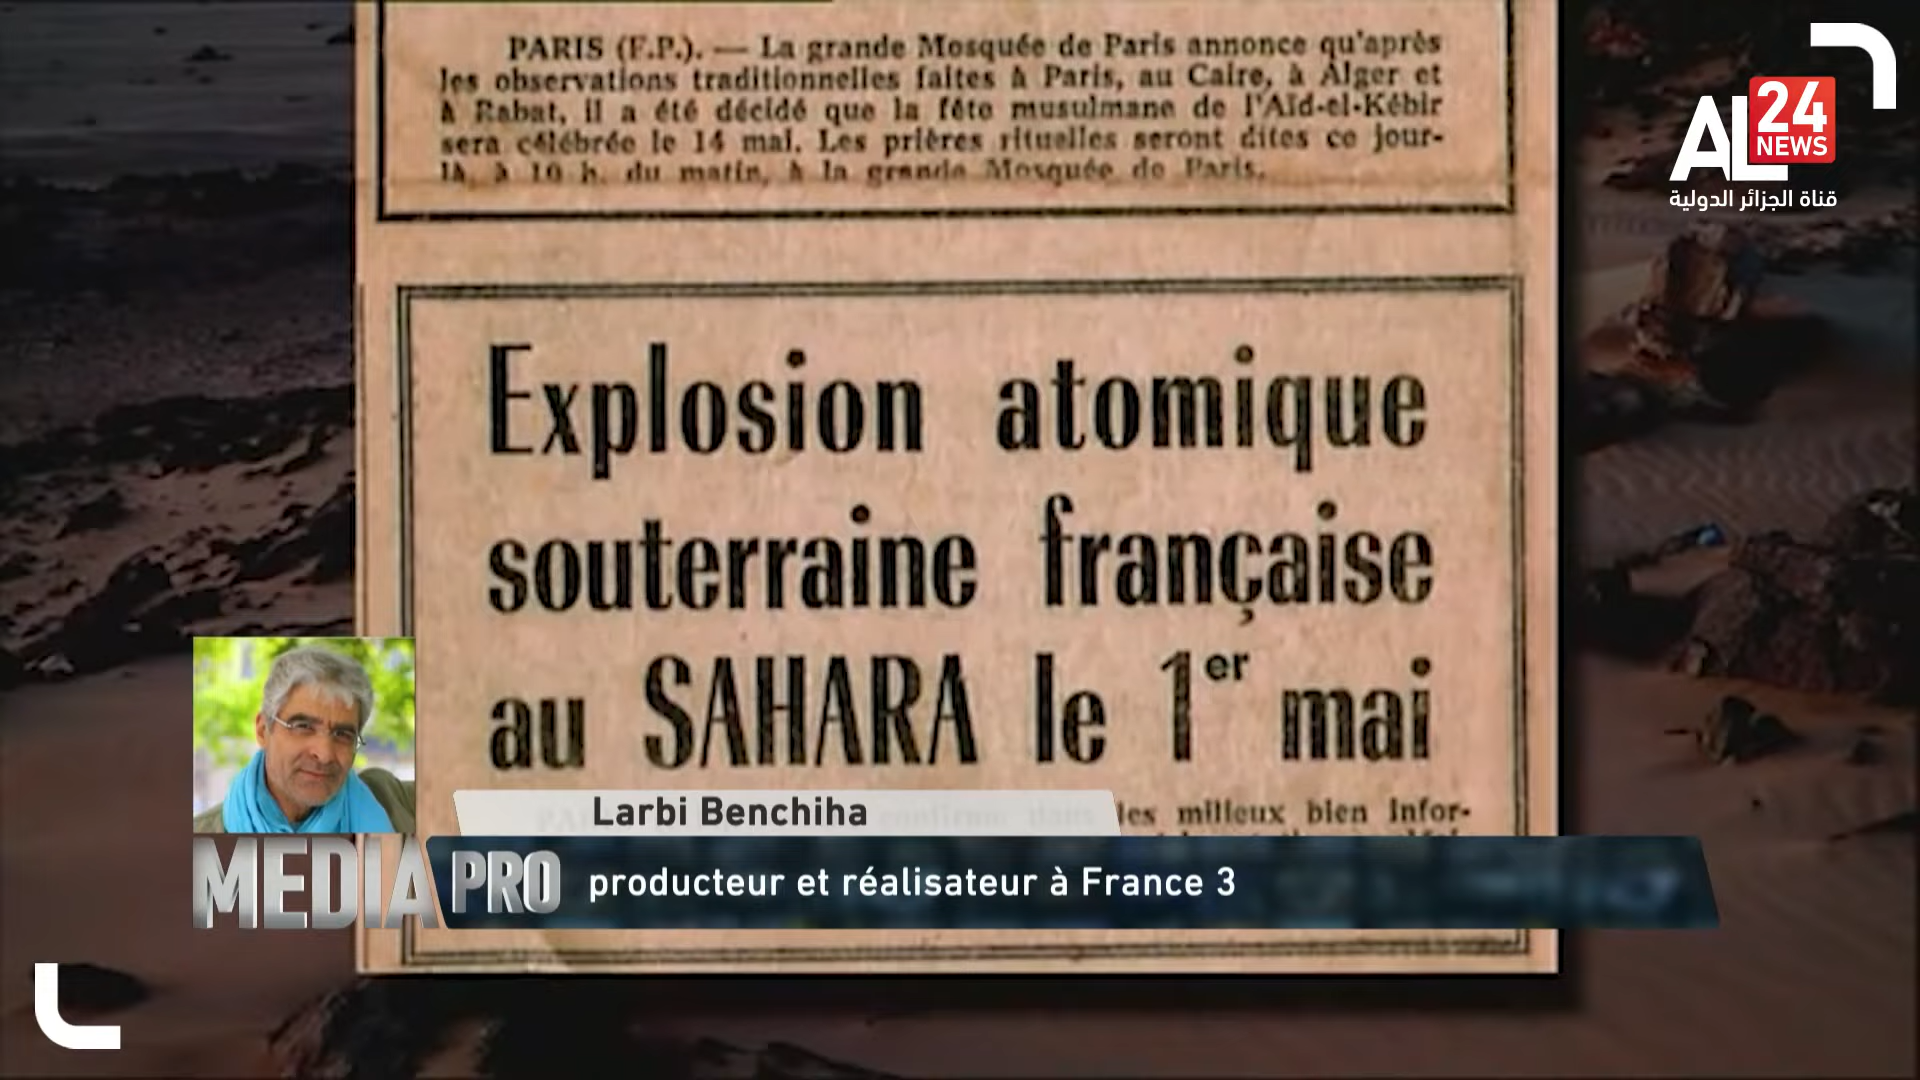 PARIS (F.P.). — La grande Mosquée de Paris annonce qu'après
les observations traditionnelles faites à Paris, au Caire, à Alger et
à Rabat, il a été décidé que la fête musulmane de l'Aïd-el-Kébir
sera célébrée le 14 mai. Les prières rituelles seront dites ce jour-
là, à 10 h. du matin, à la grande Mosquée de Paris.
AL 24 NEWS
قناة الجزائر الدولية
Explosion atomique
souterraine française
au SAHARA le 1er mai
confirme dans les milieux bien infor-
Larbi Benchiha
MEDIA PRO
producteur et réalisateur à France 3